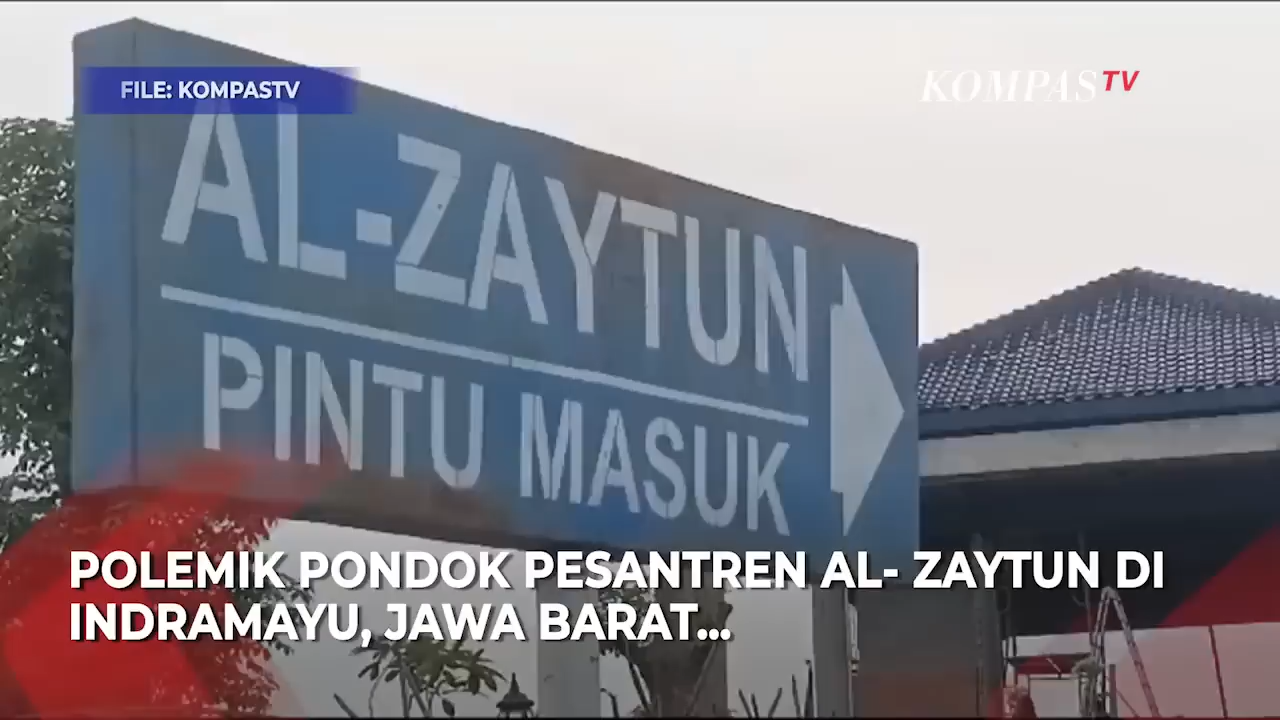 FILE: KOMPASTV
KOMPAS TV
AL-ZAYTUN
PINTU MASUK
POLEMIK PONDOK PESANTREN AL- ZAYTUN DI
INDRAMAYU, JAWA BARAT...